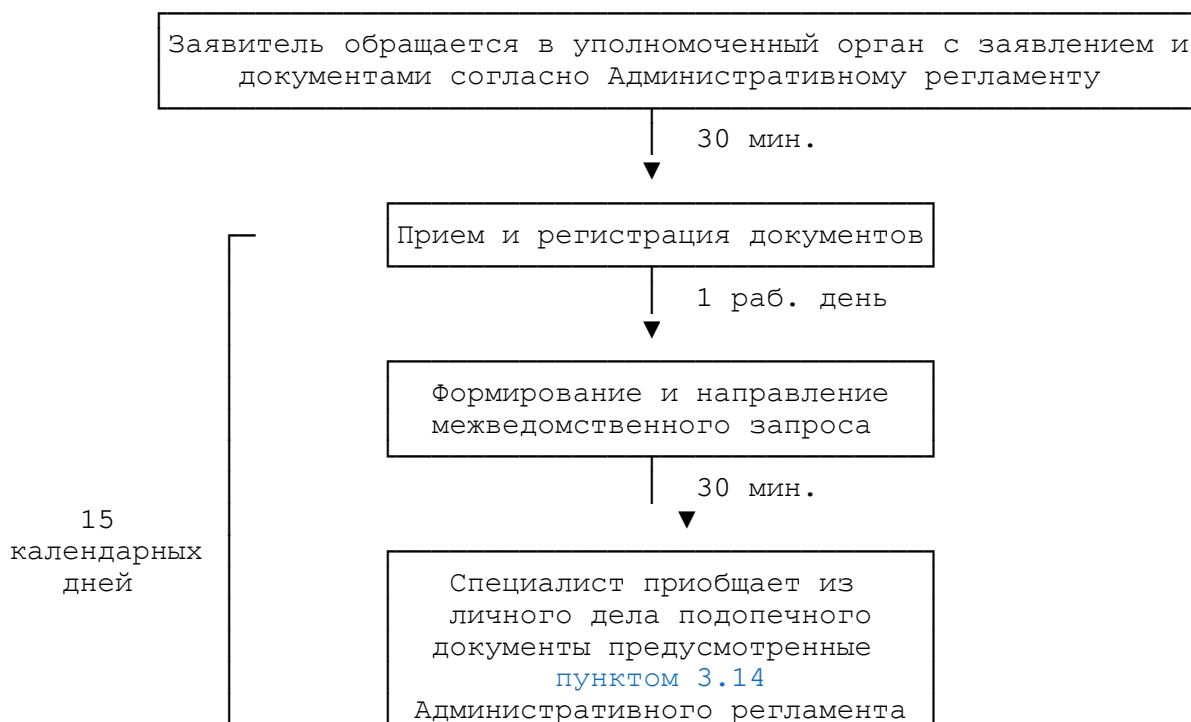 Заявитель обращается в уполномоченный орган с заявлением и
документами согласно Административному регламенту
30 мин.
Прием и регистрация документов
1 раб. день
Формирование и направление
межведомственного запроса
30 мин.
15
календарных
дней
Специалист приобщает из
личного дела подопечного
документы предусмотренные
пунктом 3.14
Административного регламента